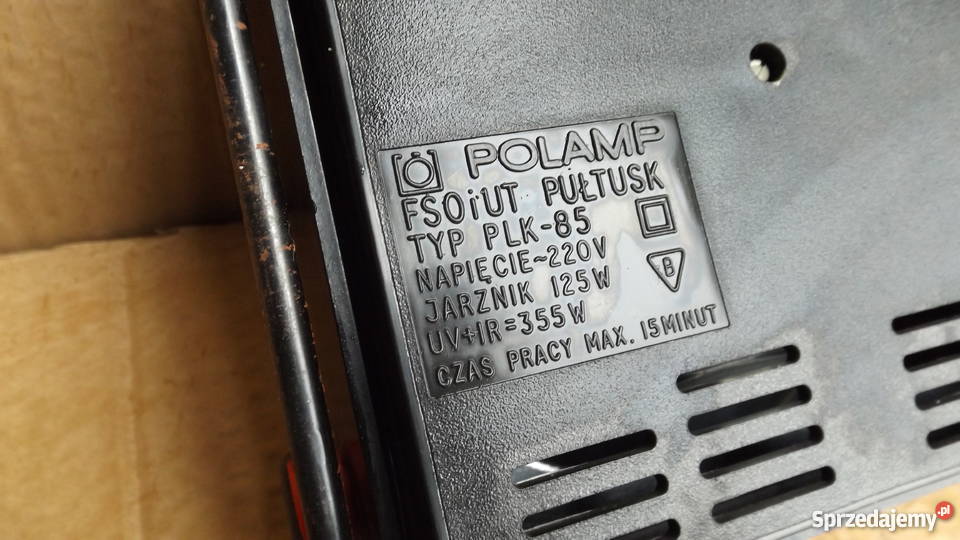 POLAMP
FSOiUT PUŁTUSK
TYP PLK-85
NAPIĘCIE~220V
JARZNIK 125W
UV+IR=355W
CZAS PRACY MAX. 15MINUT
B
Sprzedajemy.pl